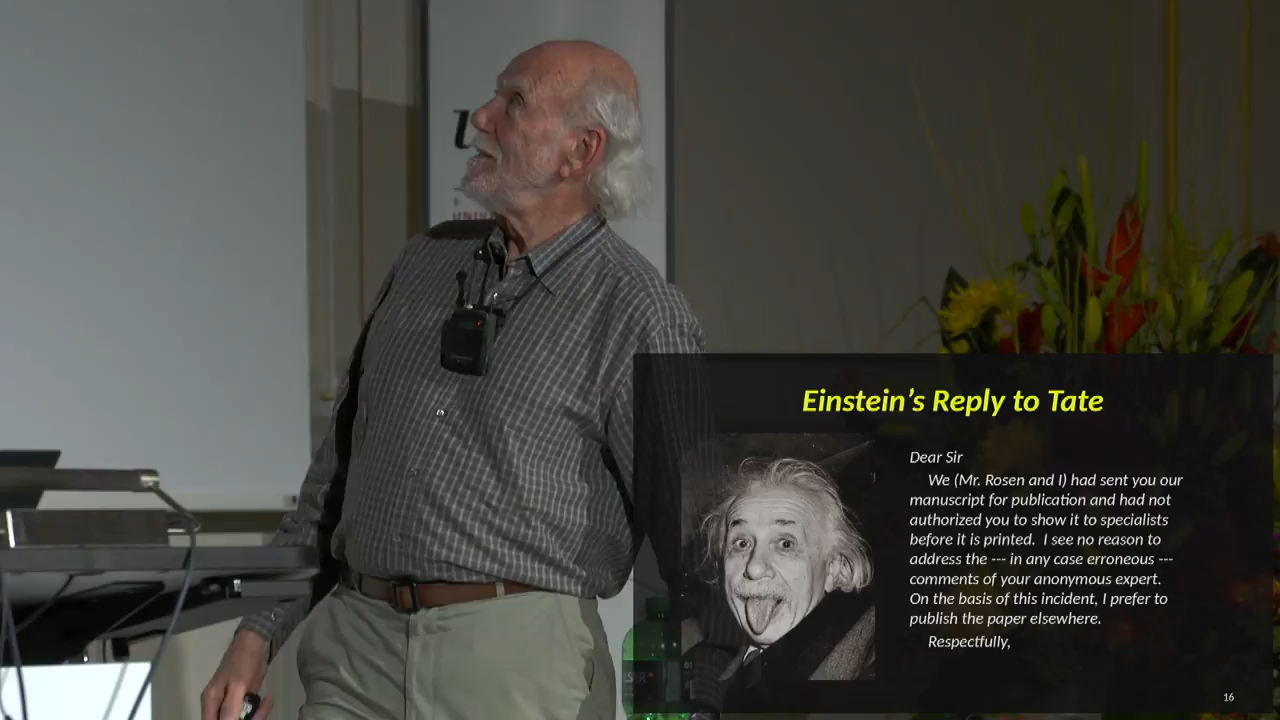 Einstein's Reply to Tate
Dear Sir
We (Mr. Rosen and I) had sent you our
manuscript for publication and had not
authorized you to show it to specialists
before it is printed. I see no reason to
address the --- in any case erroneous ---
comments of your anonymous expert.
On the basis of this incident, I prefer to
publish the paper elsewhere.
Respectfully,
16